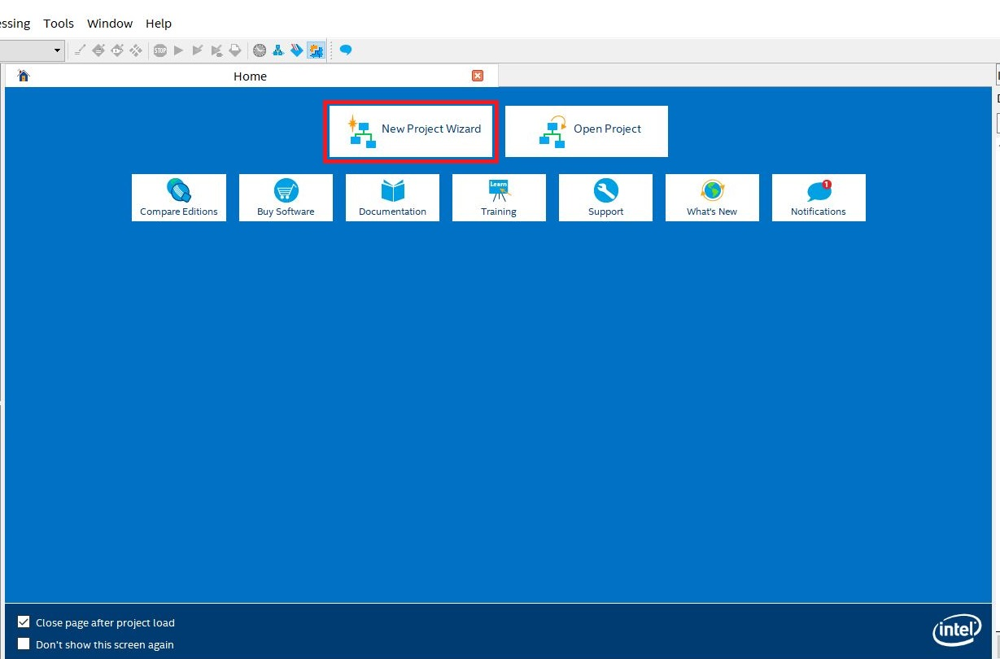 essing Tools Window Help
STOP
Home
New Project Wizard
Open Project
Learn
1
Compare Editions
Buy Software
Documentation
Training
Support
What's New
Notifications
Close page after project load
Don't show this screen again
intel